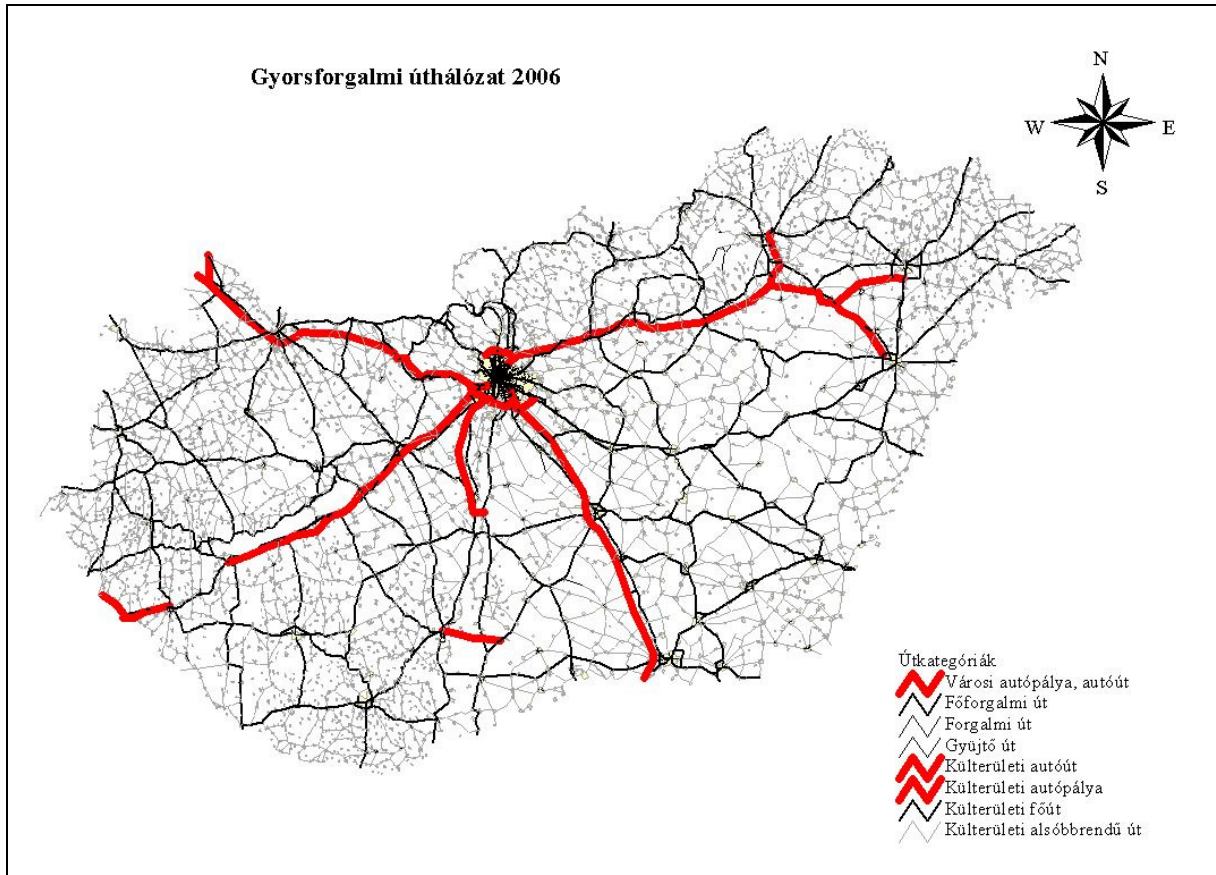 Gyorsforgalmi úthálózat 2006
N
W
E
S
Útkategóriák
Városi autópálya, autóút
Főforgalmi út
Forgalmi út
Gyüjtő út
Külterületi autóút
Külterületi autópálya
Külterületi főút
Külterületi alsóbbrendű út